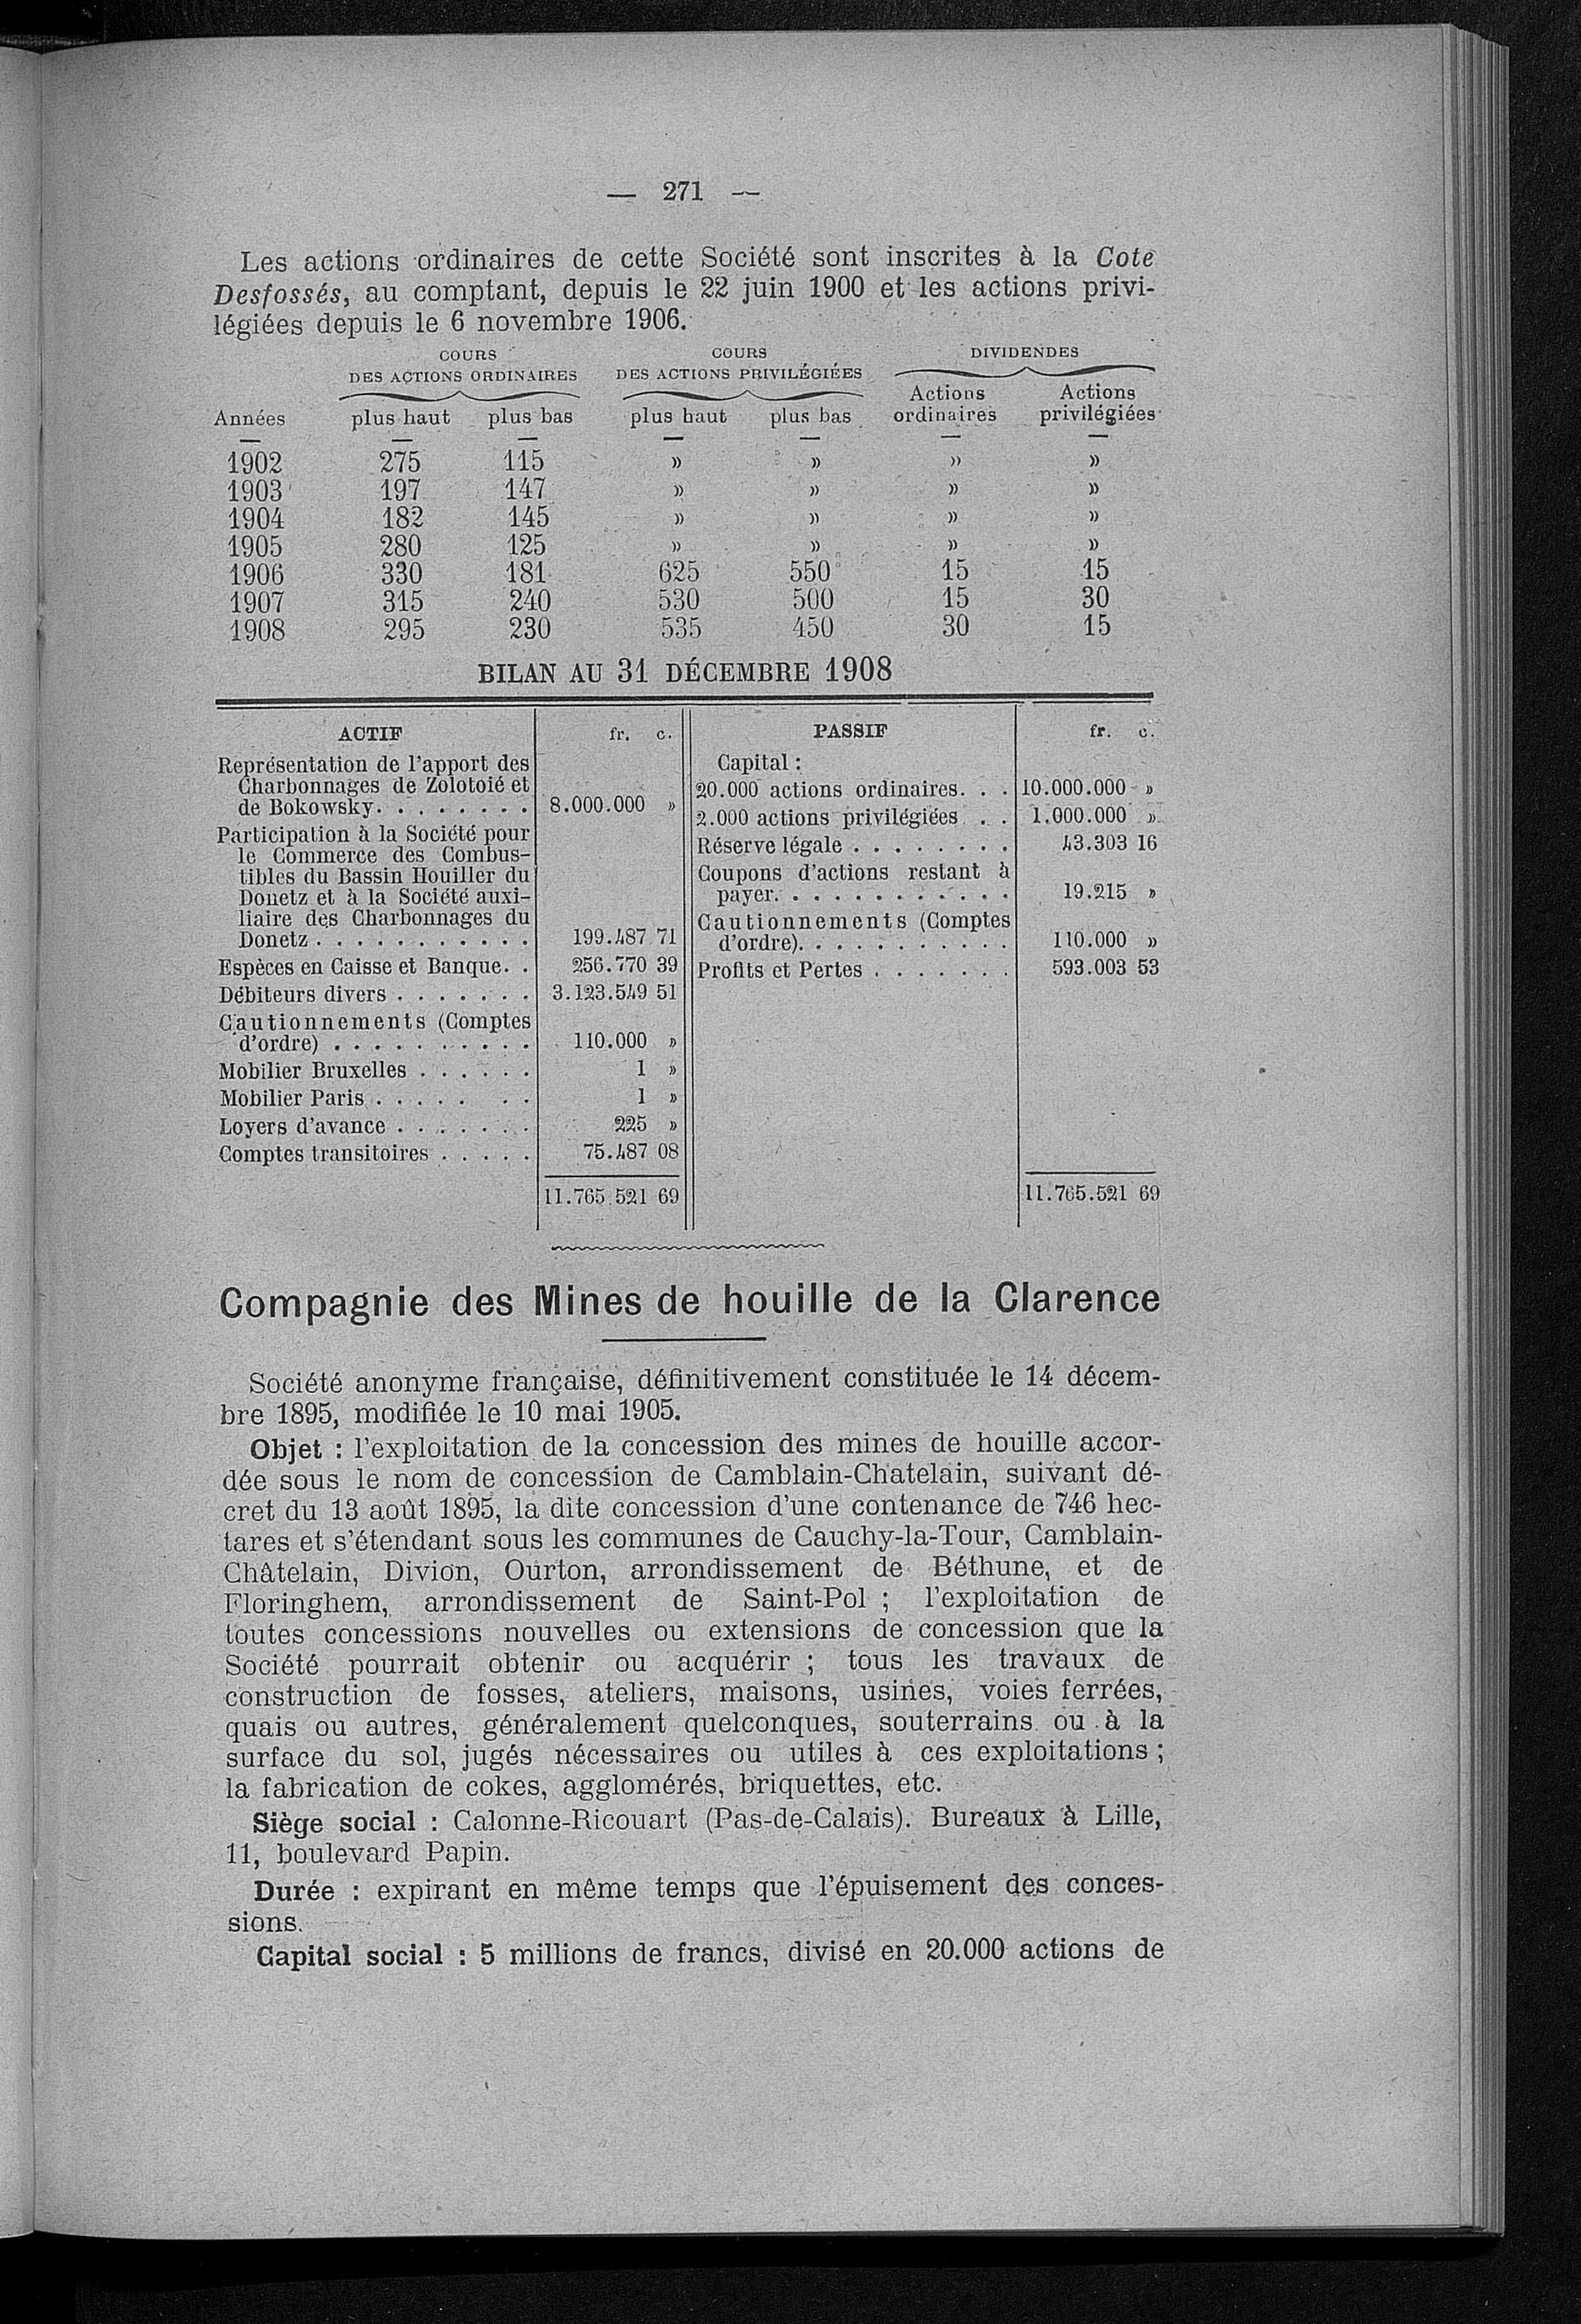 — 271 —
Les actions ordinaires de cette Société sont inscrites à la Cote
Desfossés, au comptant, depuis le 22 juin 1900 et les actions privi-
légiées depuis le 6 novembre 1906.
COURS COURS DIVIDENDES
DES ACTIONS ORDINAIRES DES ACTIONS PRIVILÉGIÉES
Actions Actions
Années plus haut plus bas plus haut plus bas ordinaires privilégiées
— — — — — — —
1902 275 115 » » » »
1903 197 147 » » » »
1904 182 145 » » » »
1905 280 125 » » » »
1906 330 181 625 550 15 15
1907 315 240 530 500 15 30
1908 295 230 535 450 30 15
BILAN AU 31 DÉCEMBRE 1908
ACTIF fr. c.
Représentation de l'apport des
Charbonnages de Zolotoié et
de Bokowsky. . . . . . . . 8.000.000 »
Participation à la Société pour
le Commerce des Combus-
tibles du Bassin Houiller du
Donetz et à la Société auxi-
liaire des Charbonnages du
Donetz . . . . . . . . . . . 199.487 71
Espèces en Caisse et Banque. . 256.770 39
Débiteurs divers . . . . . . . 3.123.549 51
Cautionnements (Comptes
d'ordre) . . . . . . . . . . 110.000 »
Mobilier Bruxelles . . . . . . 1 »
Mobilier Paris . . . . . . . 1 »
Loyers d'avance . . . . . . . 225 »
Comptes transitoires . . . . . 75.487 08
11.765.521 69
PASSIF fr. c.
Capital :
20.000 actions ordinaires. . . 10.000.000 »
2.000 actions privilégiées . . 1.000.000 »
Réserve légale . . . . . . . . 43.303 16
Coupons d'actions restant à
payer. . . . . . . . . . . . 19.215 »
Cautionnements (Comptes
d'ordre). . . . . . . . . . . 110.000 »
Profits et Pertes . . . . . . . 593.003 53
11.765.521 69
Compagnie des Mines de houille de la Clarence
Société anonyme française, définitivement constituée le 14 décem-
bre 1895, modifiée le 10 mai 1905.
Objet : l'exploitation de la concession des mines de houille accor-
dée sous le nom de concession de Camblain-Chatelain, suivant dé-
cret du 13 août 1895, la dite concession d'une contenance de 746 hec-
tares et s'étendant sous les communes de Cauchy-la-Tour, Camblain-
Châtelain, Divion, Ourton, arrondissement de Béthune, et de
Floringhem, arrondissement de Saint-Pol ; l'exploitation de
toutes concessions nouvelles ou extensions de concession que la
Société pourrait obtenir ou acquérir ; tous les travaux de
construction de fosses, ateliers, maisons, usines, voies ferrées,
quais ou autres, généralement quelconques, souterrains ou à la
surface du sol, jugés nécessaires ou utiles à ces exploitations ;
la fabrication de cokes, agglomérés, briquettes, etc.
Siège social : Calonne-Ricouart (Pas-de-Calais). Bureaux à Lille,
11, boulevard Papin.
Durée : expirant en même temps que l'épuisement des conces-
sions.
Capital social : 5 millions de francs, divisé en 20.000 actions de